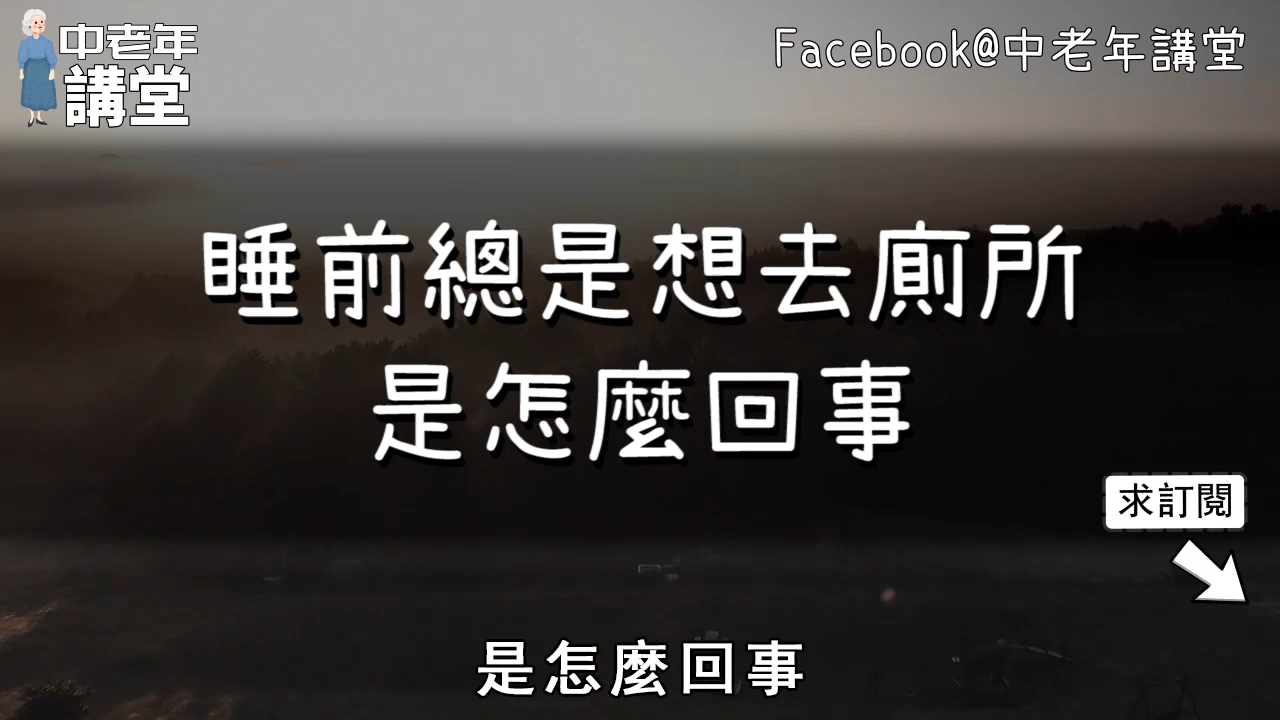 中老年
講堂
Facebook@中老年講堂
睡前總是想去廁所
是怎麼回事
求訂閱
是怎麼回事